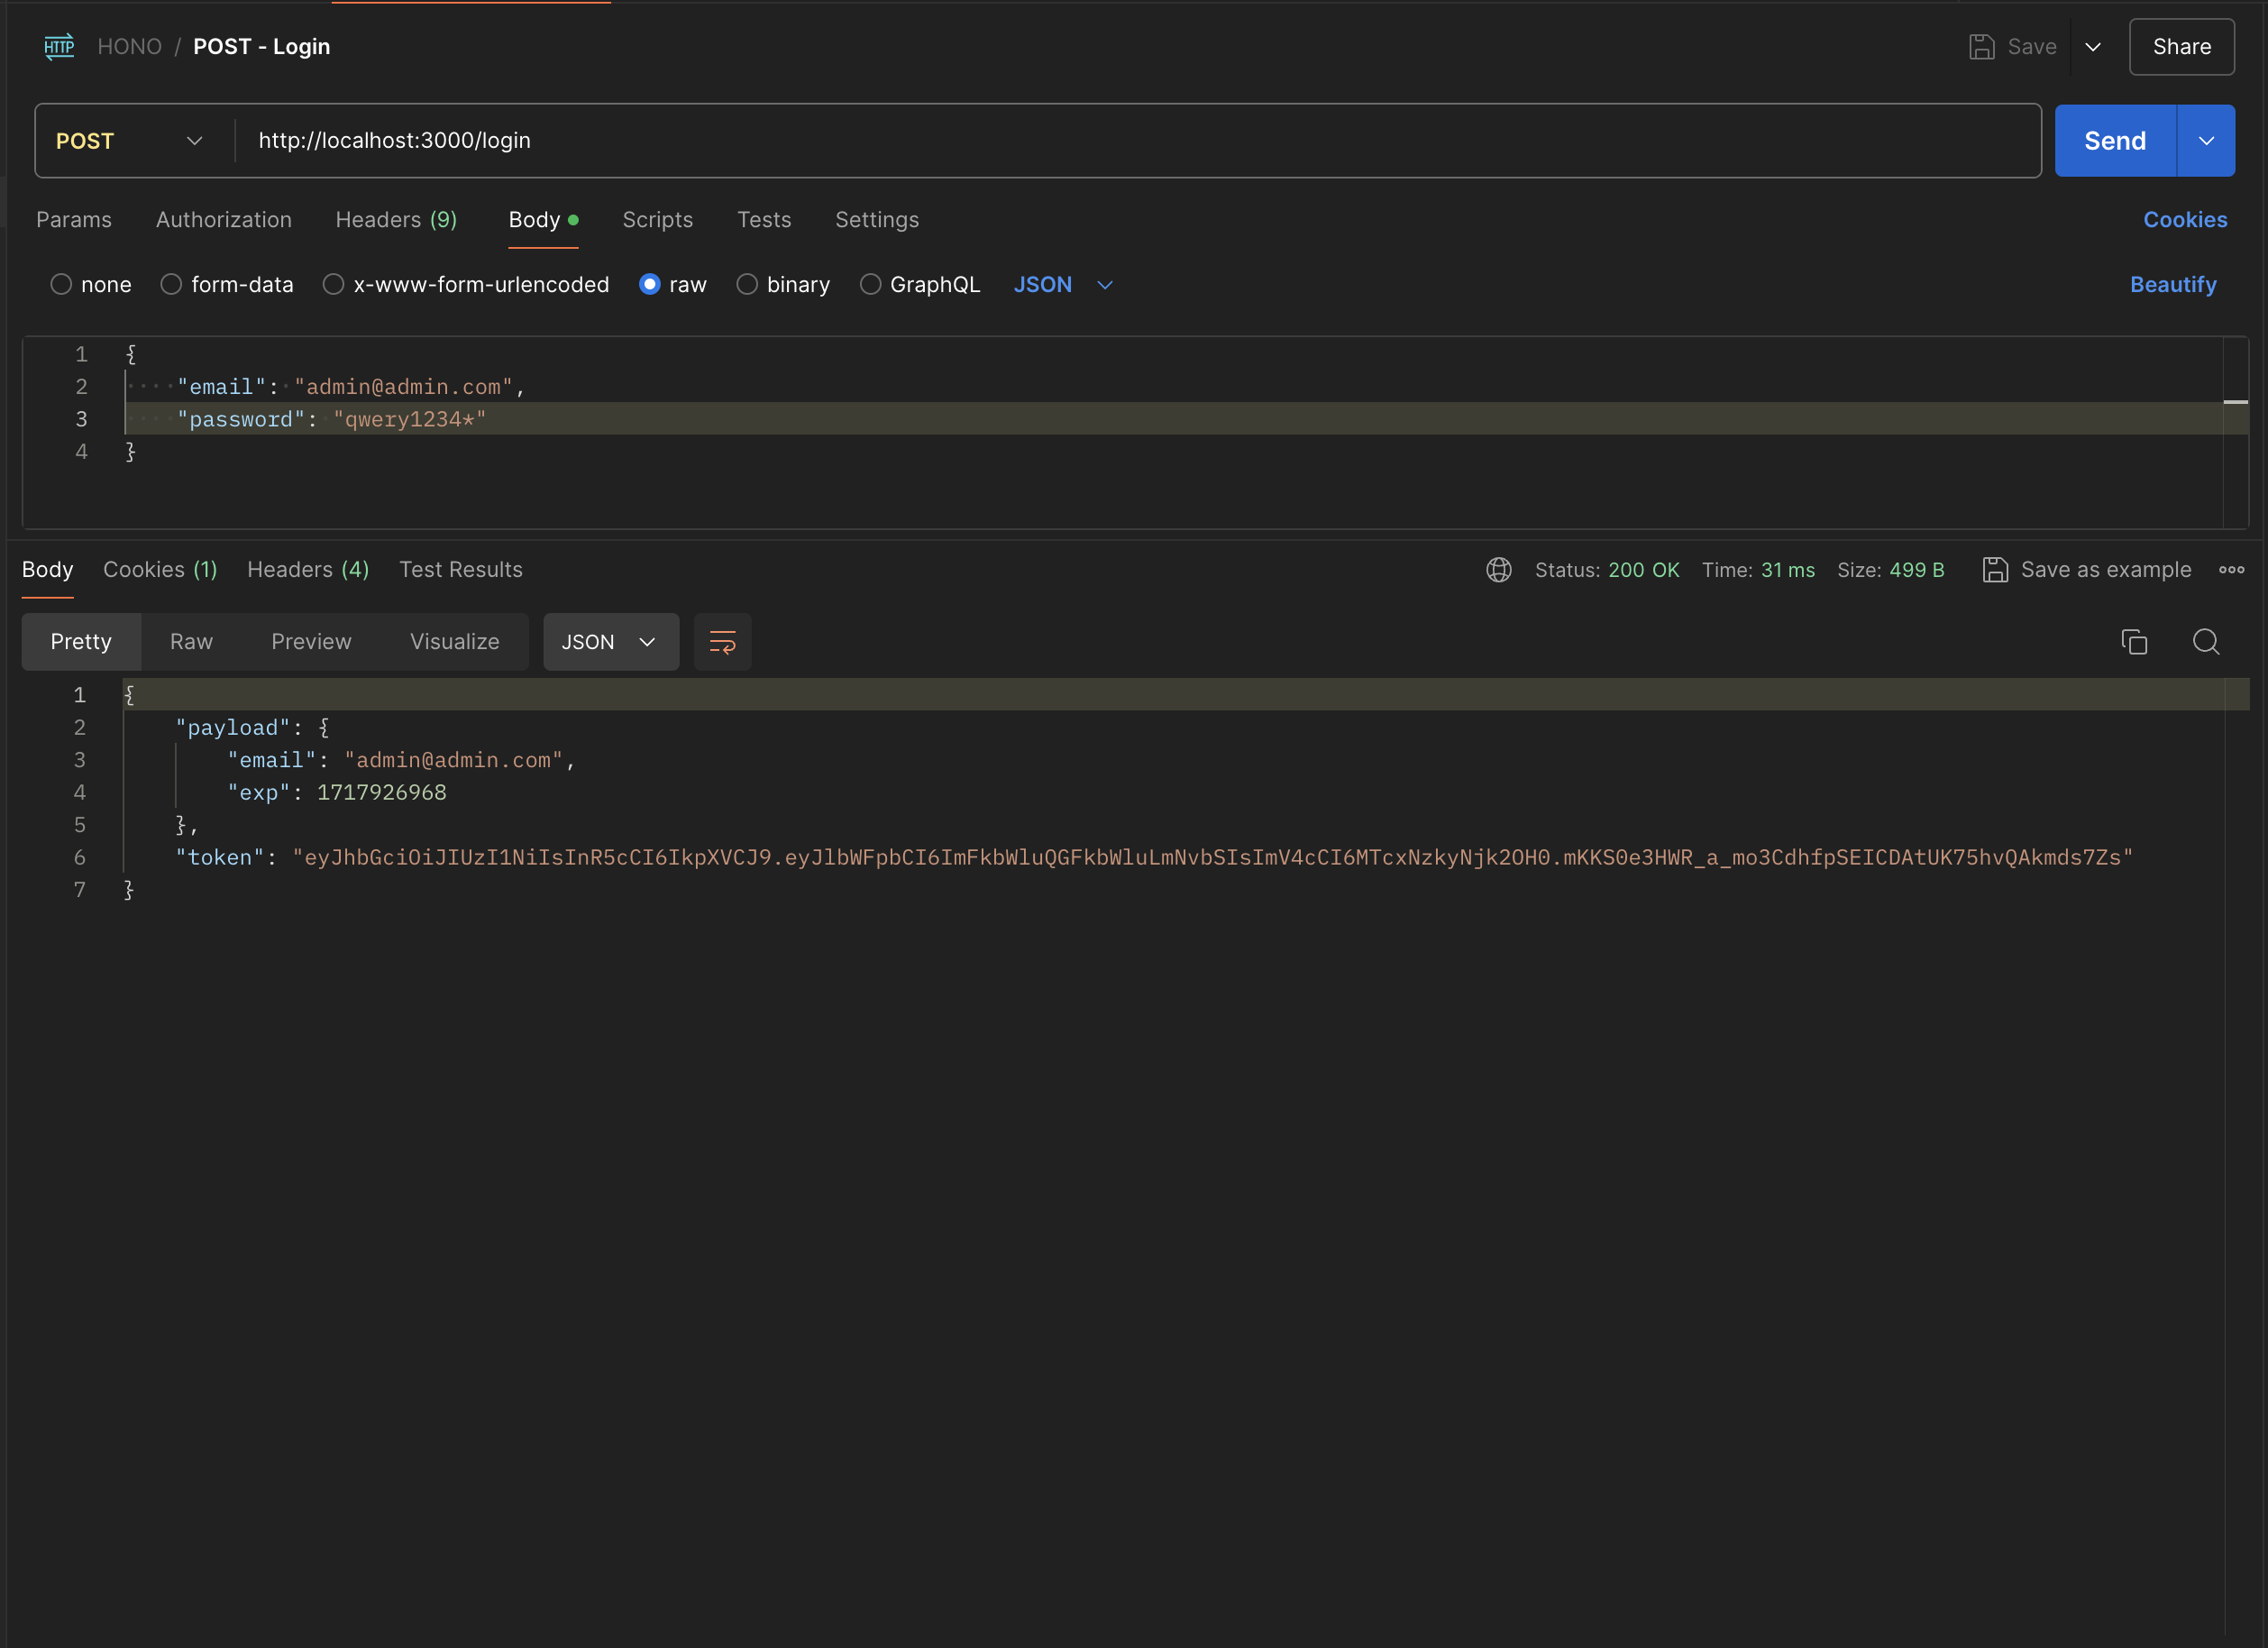 HTTP HONO / POST - Login Save Share
POST http://localhost:3000/login Send
Params Authorization Headers (9) Body Scripts Tests Settings Cookies
none form-data x-www-form-urlencoded raw binary GraphQL JSON Beautify
1 {
2 "email": "admin@admin.com",
3 "password": "qwery1234*"
4 }
Body Cookies (1) Headers (4) Test Results Status: 200 OK Time: 31 ms Size: 499 B Save as example
Pretty Raw Preview Visualize JSON
1 {
2 "payload": {
3 "email": "admin@admin.com",
4 "exp": 1717926968
5 },
6 "token": "eyJhbGciOiJIUzI1NiIsInR5cCI6IkpXVCJ9.eyJlbWFpbCI6ImFkbWluQGFkbWluLmNvbSIsImV4cCI6MTcxNzkyNjk2OH0.mKKS0e3HWR_a_mo3CdhfpSEICDAtUK75hvQAkmds7Zs"
7 }